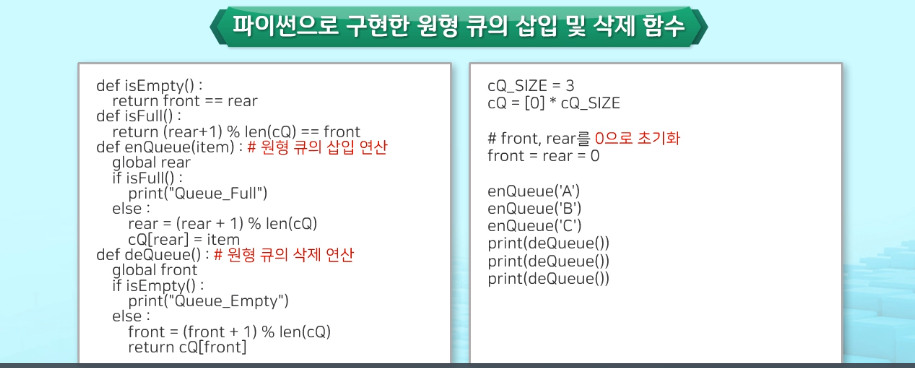 파이썬으로 구현한 원형 큐의 삽입 및 삭제 함수
def isEmpty() :
return front == rear
def isFull() :
return (rear+1) % len(cQ) == front
def enQueue(item) : # 원형 큐의 삽입 연산
global rear
if isFull() :
print("Queue_Full")
else :
rear = (rear + 1) % len(cQ)
cQ[rear] = item
def deQueue() : # 원형 큐의 삭제 연산
global front
if isEmpty() :
print("Queue_Empty")
else :
front = (front + 1) % len(cQ)
return cQ[front]
cQ_SIZE = 3
cQ = [0] * cQ_SIZE
# front, rear를 0으로 초기화
front = rear = 0
enQueue('A')
enQueue('B')
enQueue('C')
print(deQueue())
print(deQueue())
print(deQueue())